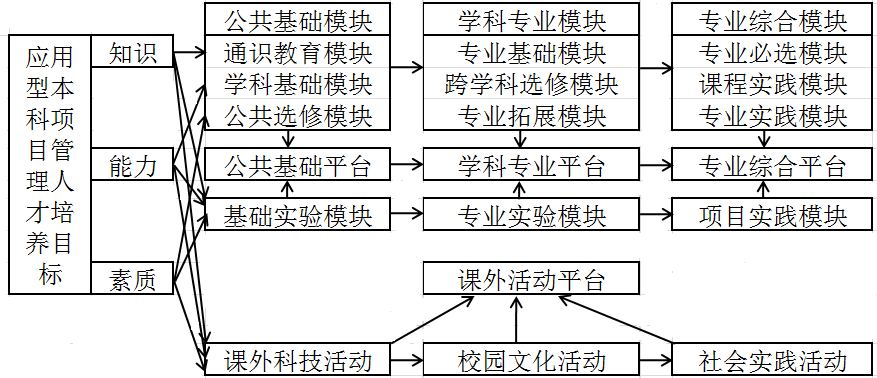 应用
型本
科项
目管
理人
才培
养目
标
知识
能力
素质
公共基础模块
通识教育模块
学科基础模块
公共选修模块
学科专业模块
专业基础模块
跨学科选修模块
专业拓展模块
专业综合模块
专业必选模块
课程实践模块
专业实践模块
公共基础平台
学科专业平台
专业综合平台
基础实验模块
专业实验模块
项目实践模块
课外活动平台
课外科技活动
校园文化活动
社会实践活动